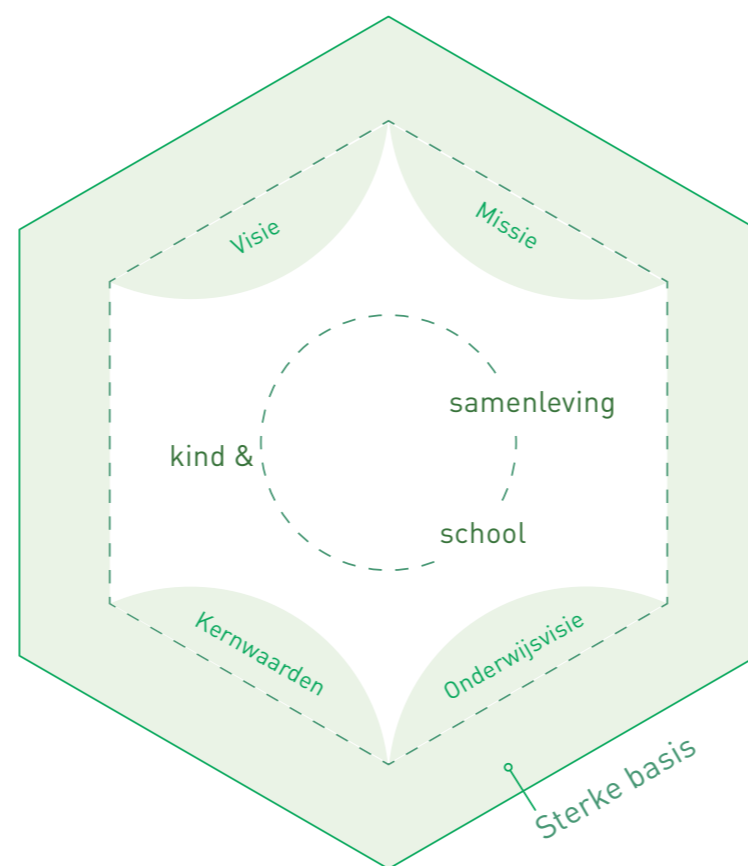 Visie
Missie
samenleving
kind &
school
Kernwaarden
Onderwijsvisie
Sterke basis